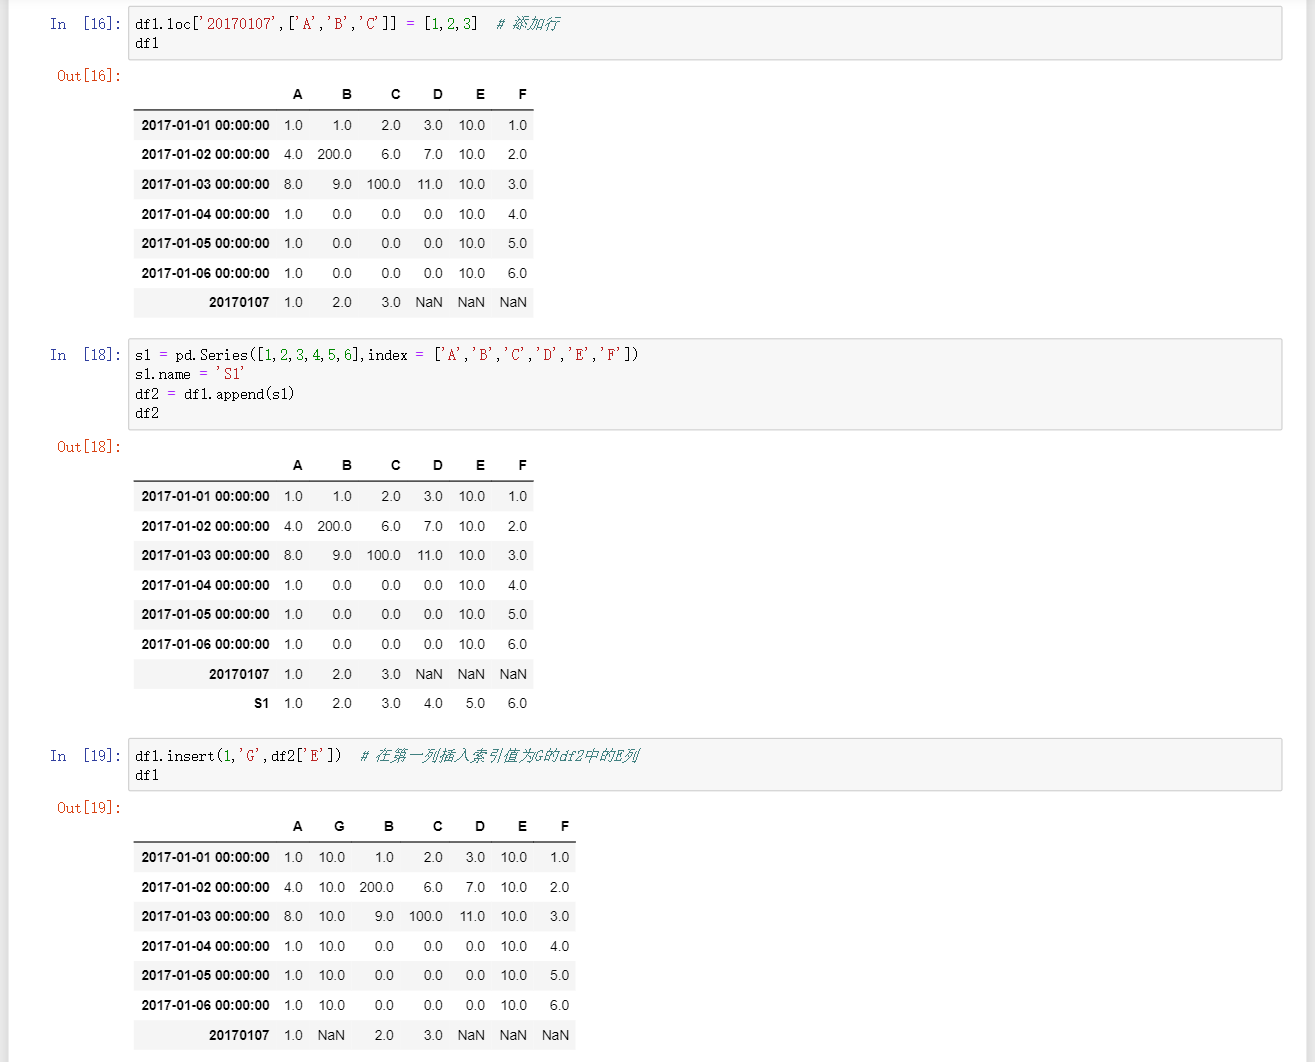 In [16]: df1.loc['20170107',['A','B','C']] = [1,2,3]  # 添加行
df1
Out[16]:
A B C D E F
2017-01-01 00:00:00 1.0 1.0 2.0 3.0 10.0 1.0
2017-01-02 00:00:00 4.0 200.0 6.0 7.0 10.0 2.0
2017-01-03 00:00:00 8.0 9.0 100.0 11.0 10.0 3.0
2017-01-04 00:00:00 1.0 0.0 0.0 0.0 10.0 4.0
2017-01-05 00:00:00 1.0 0.0 0.0 0.0 10.0 5.0
2017-01-06 00:00:00 1.0 0.0 0.0 0.0 10.0 6.0
20170107 1.0 2.0 3.0 NaN NaN NaN
In [18]: s1 = pd.Series([1,2,3,4,5,6],index = ['A','B','C','D','E','F'])
s1.name = 'S1'
df2 = df1.append(s1)
df2
Out[18]:
A B C D E F
2017-01-01 00:00:00 1.0 1.0 2.0 3.0 10.0 1.0
2017-01-02 00:00:00 4.0 200.0 6.0 7.0 10.0 2.0
2017-01-03 00:00:00 8.0 9.0 100.0 11.0 10.0 3.0
2017-01-04 00:00:00 1.0 0.0 0.0 0.0 10.0 4.0
2017-01-05 00:00:00 1.0 0.0 0.0 0.0 10.0 5.0
2017-01-06 00:00:00 1.0 0.0 0.0 0.0 10.0 6.0
20170107 1.0 2.0 3.0 NaN NaN NaN
S1 1.0 2.0 3.0 4.0 5.0 6.0
In [19]: df1.insert(1,'G',df2['E'])  # 在第一列插入索引值为G的df2中的E列
df1
Out[19]:
A G B C D E F
2017-01-01 00:00:00 1.0 10.0 1.0 2.0 3.0 10.0 1.0
2017-01-02 00:00:00 4.0 10.0 200.0 6.0 7.0 10.0 2.0
2017-01-03 00:00:00 8.0 10.0 9.0 100.0 11.0 10.0 3.0
2017-01-04 00:00:00 1.0 10.0 0.0 0.0 0.0 10.0 4.0
2017-01-05 00:00:00 1.0 10.0 0.0 0.0 0.0 10.0 5.0
2017-01-06 00:00:00 1.0 10.0 0.0 0.0 0.0 10.0 6.0
20170107 1.0 NaN 2.0 3.0 NaN NaN NaN